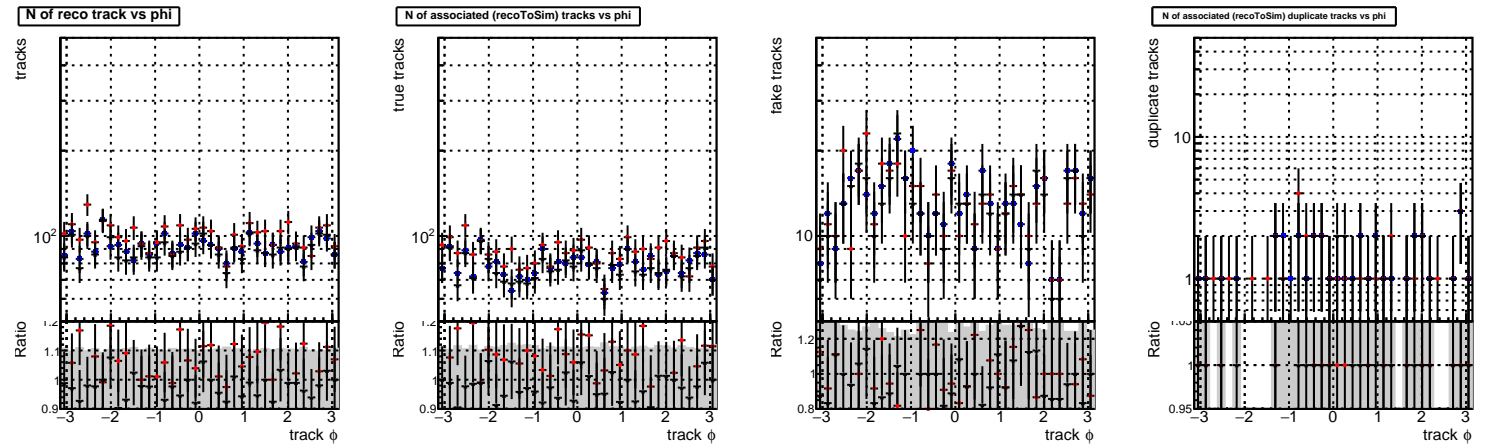 N of reco track vs phi
tracks
10²
Ratio
1.2
1.1
1
0.9
−3 −2 −1 0 1 2 3
track ϕ
N of associated (recoToSim) tracks vs phi
true tracks
10²
Ratio
1.2
1.1
1
0.9
−3 −2 −1 0 1 2 3
track ϕ
fake tracks
10
Ratio
1.2
1
0.8
−3 −2 −1 0 1 2 3
track ϕ
N of associated (recoToSim) duplicate tracks vs phi
duplicate tracks
10
1
Ratio
1.05
1
0.95
−3 −2 −1 0 1 2 3
track ϕ